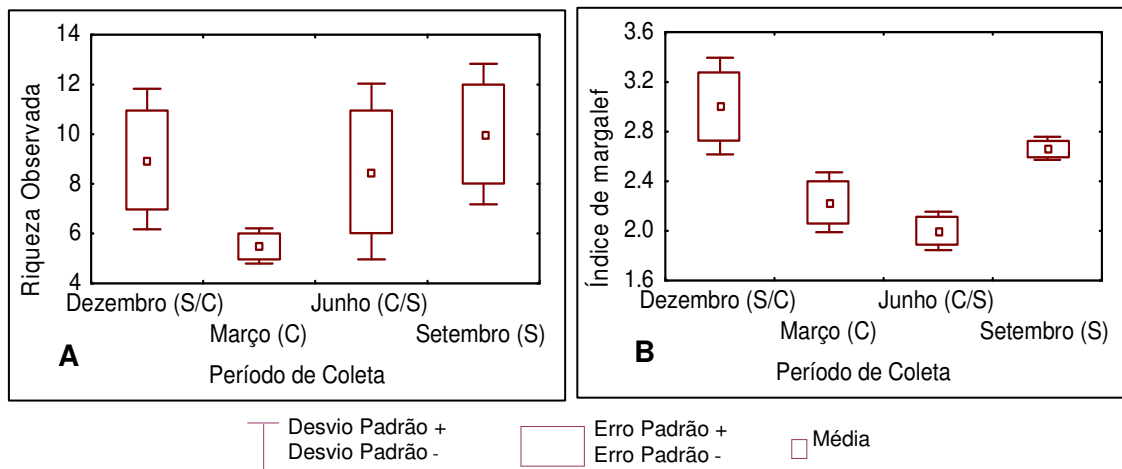 14
12
10
8
6
4
Riqueza Observada
Dezembro (S/C)
Junho (C/S)
Março (C)
Setembro (S)
A
Período de Coleta
3.6
3.2
2.8
2.4
2.0
1.6
Índice de margalef
Dezembro (S/C)
Junho (C/S)
Março (C)
Setembro (S)
B
Período de Coleta
Desvio Padrão +
Desvio Padrão -
Erro Padrão +
Erro Padrão -
Média